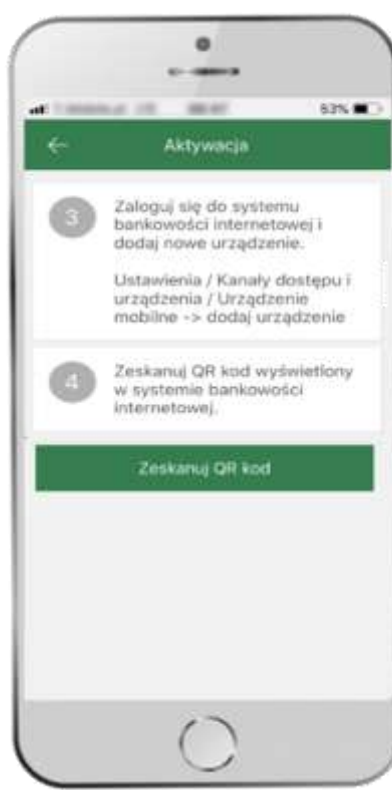 53%
Aktywacja
3
Zaloguj się do systemu
bankowości internetowej i
dodaj nowe urządzenie.
Ustawienia / Kanały dostępu i
urządzenia / Urządzenie
mobilne -> dodaj urządzenie
4
Zeskanuj QR kod wyświetlony
w systemie bankowości
internetowej.
Zeskanuj QR kod